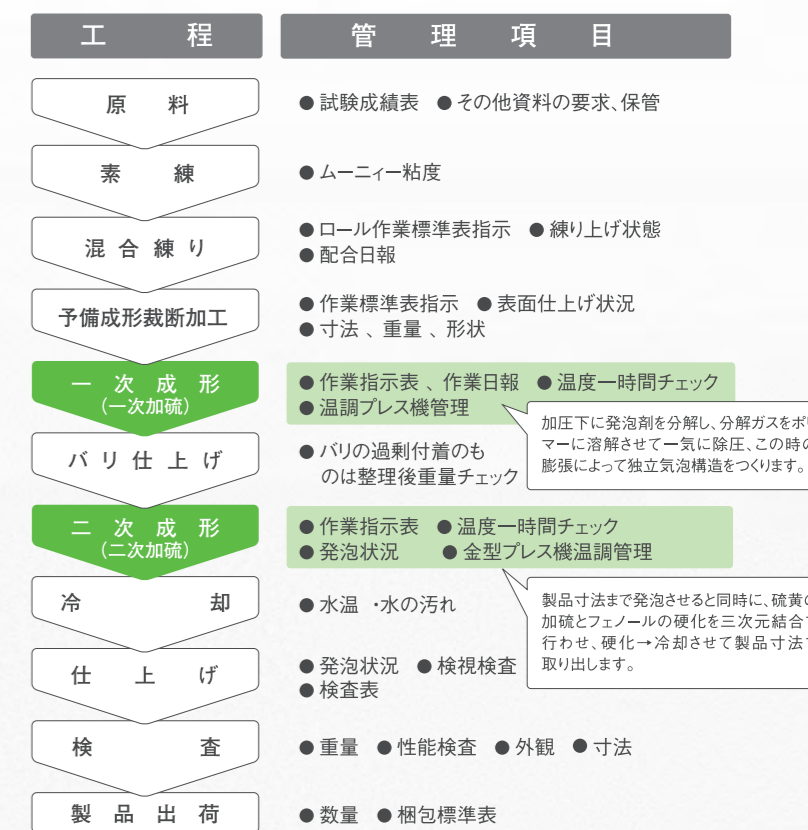 工程 管理項目
原料 ●試験成績表 ●その他資料の要求、保管
素練 ●ムーニィー粘度
混合練り ●ロール作業標準表指示 ●練り上げ状態
●配合日報
予備成形裁断加工 ●作業標準表指示 ●表面仕上げ状況
●寸法、重量、形状
一次成形
(一次加硫)
●作業指示表、作業日報 ●温度一時間チェック
●温調プレス機管理
加圧下に発泡剤を分解し、分解ガスをポリ
マーに溶解させて一気に除圧、この時の
膨張によって独立気泡構造をつくります。
バリ仕上げ ●バリの過剰付着のも
のは整理後重量チェック
二次成形
(二次加硫)
●作業指示表 ●温度一時間チェック
●発泡状況 ●金型プレス機温調管理
製品寸法まで発泡させると同時に、硫黄の
加硫とフェノールの硬化を三次元結合
行わせ、硬化→冷却させて製品寸法
取り出します。
冷却 ●水温 ・水の汚れ
仕上げ ●発泡状況 ●検視検査
●検査表
検査 ●重量 ●性能検査 ●外観 ●寸法
製品出荷 ●数量 ●梱包標準表